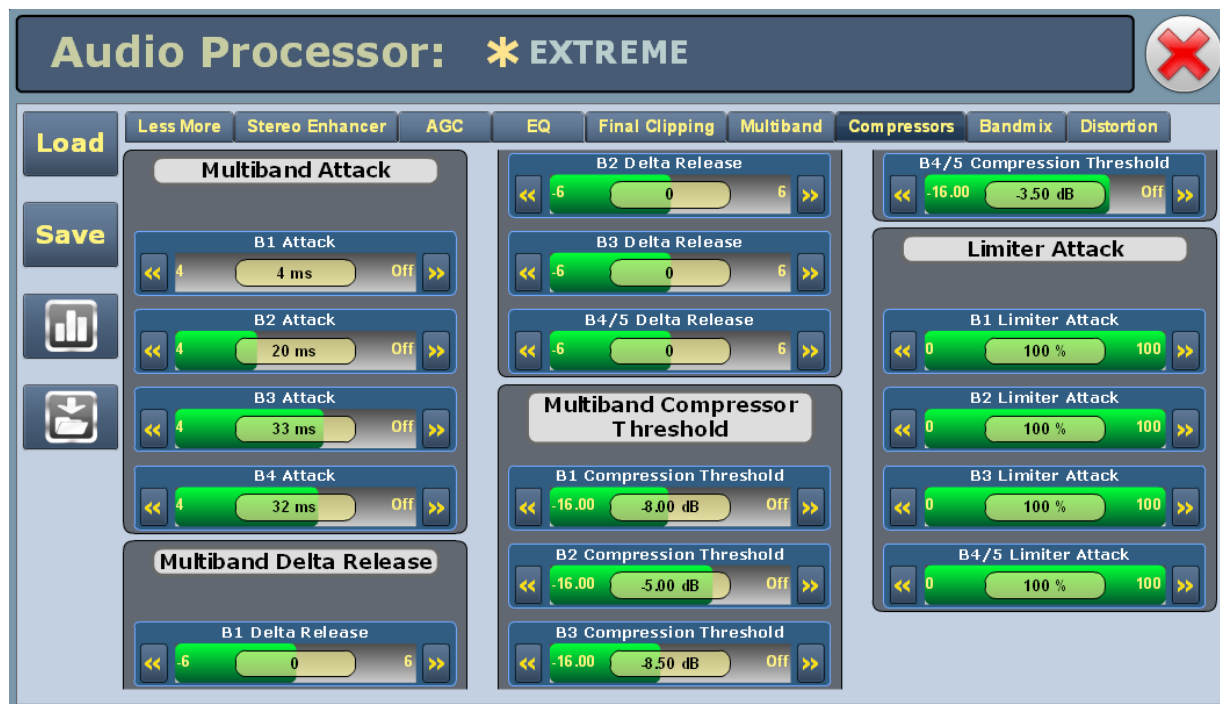 Audio Processor: * EXTREME
Load
Save
Less More Stereo Enhancer AGC EQ Final Clipping Multiband Compressors Bandmix Distortion
Multiband Attack
B1 Attack
<< 4 4 ms Off >>
B2 Attack
<< 4 20 ms Off >>
B3 Attack
<< 4 33 ms Off >>
B4 Attack
<< 4 32 ms Off >>
Multiband Delta Release
B1 Delta Release
<< -6 0 6 >>
B2 Delta Release
<< -6 0 6 >>
B3 Delta Release
<< -6 0 6 >>
B4/5 Delta Release
<< -6 0 6 >>
Multiband Compressor
Threshold
B1 Compression Threshold
<< -16.00 -8.00 dB Off >>
B2 Compression Threshold
<< -16.00 -5.00 dB Off >>
B3 Compression Threshold
<< -16.00 -8.50 dB Off >>
B4/5 Compression Threshold
<< -16.00 -3.50 dB Off >>
Limiter Attack
B1 Limiter Attack
<< 0 100 % 100 >>
B2 Limiter Attack
<< 0 100 % 100 >>
B3 Limiter Attack
<< 0 100 % 100 >>
B4/5 Limiter Attack
<< 0 100 % 100 >>